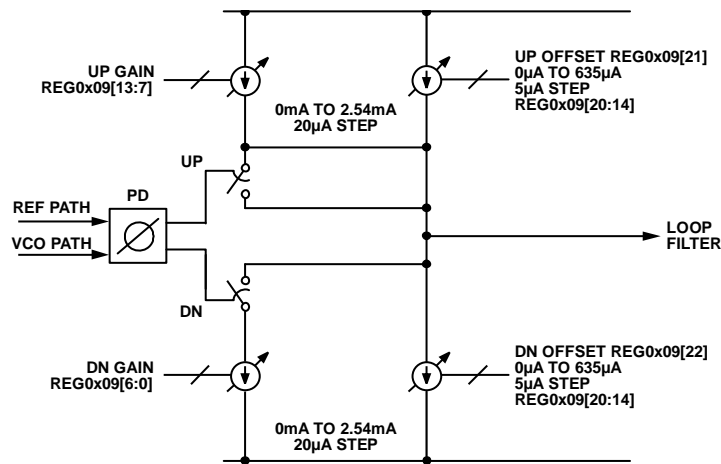 UP GAIN
REG0x09[13:7]
UP OFFSET REG0x09[21]
0µA TO 635µA
5µA STEP
REG0x09[20:14]
0mA TO 2.54mA
20µA STEP
UP
PD
REF PATH
VCO PATH
LOOP
FILTER
DN
DN GAIN
REG0x09[6:0]
DN OFFSET REG0x09[22]
0µA TO 635µA
5µA STEP
REG0x09[20:14]
0mA TO 2.54mA
20µA STEP